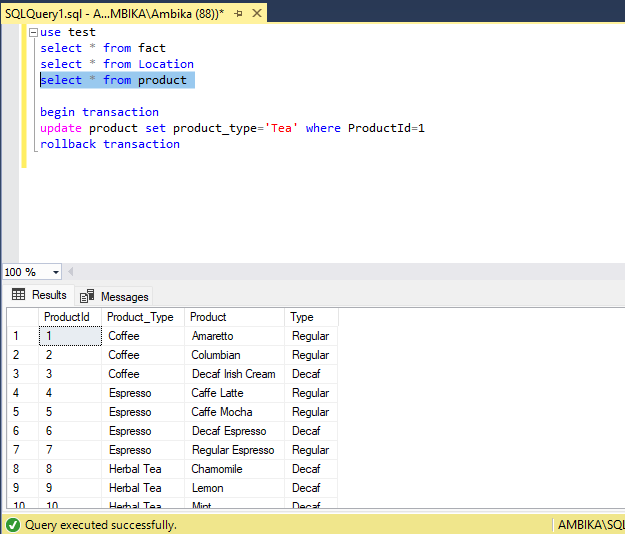 SQLQuery1.sql - A...MBIKA\Ambika (88))*
use test
select * from fact
select * from Location
select * from product
begin transaction
update product set product_type='Tea' where ProductId=1
rollback transaction
100 %
Results Messages
ProductId Product_Type Product Type
1 1 Coffee Amaretto Regular
2 2 Coffee Columbian Regular
3 3 Coffee Decaf Irish Cream Decaf
4 4 Espresso Caffe Latte Regular
5 5 Espresso Caffe Mocha Regular
6 6 Espresso Decaf Espresso Decaf
7 7 Espresso Regular Espresso Regular
8 8 Herbal Tea Chamomile Decaf
9 9 Herbal Tea Lemon Decaf
10 10 Herbal Tea Mint Decaf
Query executed successfully. AMBIKA\SQL